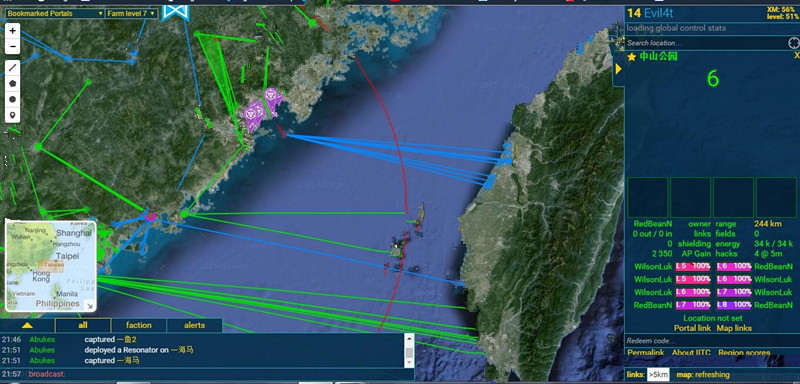 Bookmarked Portals
Farm level 7
14 Evil4t
XM: 56%
level: 51%
loading global control stats
Search location...
中山公园
X
6
RedBeanN owner range 244 km
0 out / 0 in links fields 0
0 shielding energy 34 k / 34 k
2 350 AP Gain hacks 4 @ 5m
WilsonLuk L 5 100% L 6 100% RedBeanN
WilsonLuk L 6 100% L 6 100% WilsonLuk
WilsonLuk L 6 100% L 7 100% WilsonLuk
RedBeanN L 7 100% L 8 100% RedBeanN
Location not set
Portal link Map links
Redeem code...
Permalink About IITC Region scores
links: >5km map: refreshing
+
−
Nanjing
Shanghai
Wuhan
Hangzhou
Taipei
Taiwan
Hong
Kong
Vietnam
Manila
Philippines
all faction alerts
21:46 Abukes captured 一鱼2
21:51 Abukes deployed a Resonator on 一海马
21:51 Abukes captured 一海马
21:57 broadcast: